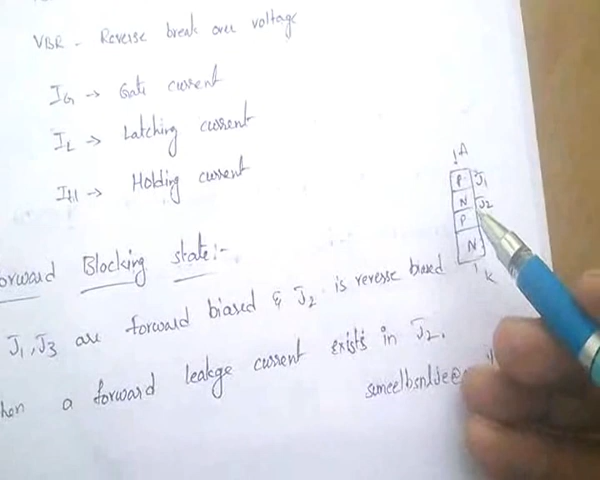 VBR - Reverse break over voltage
IG → Gate current
IL → Latching current
IH → Holding current
A
P J1
N J2
P
N
K
orward Blocking state:-
J1, J3 are forward biased & J2 is reverse biased
hen a forward leakge current exists in J2.